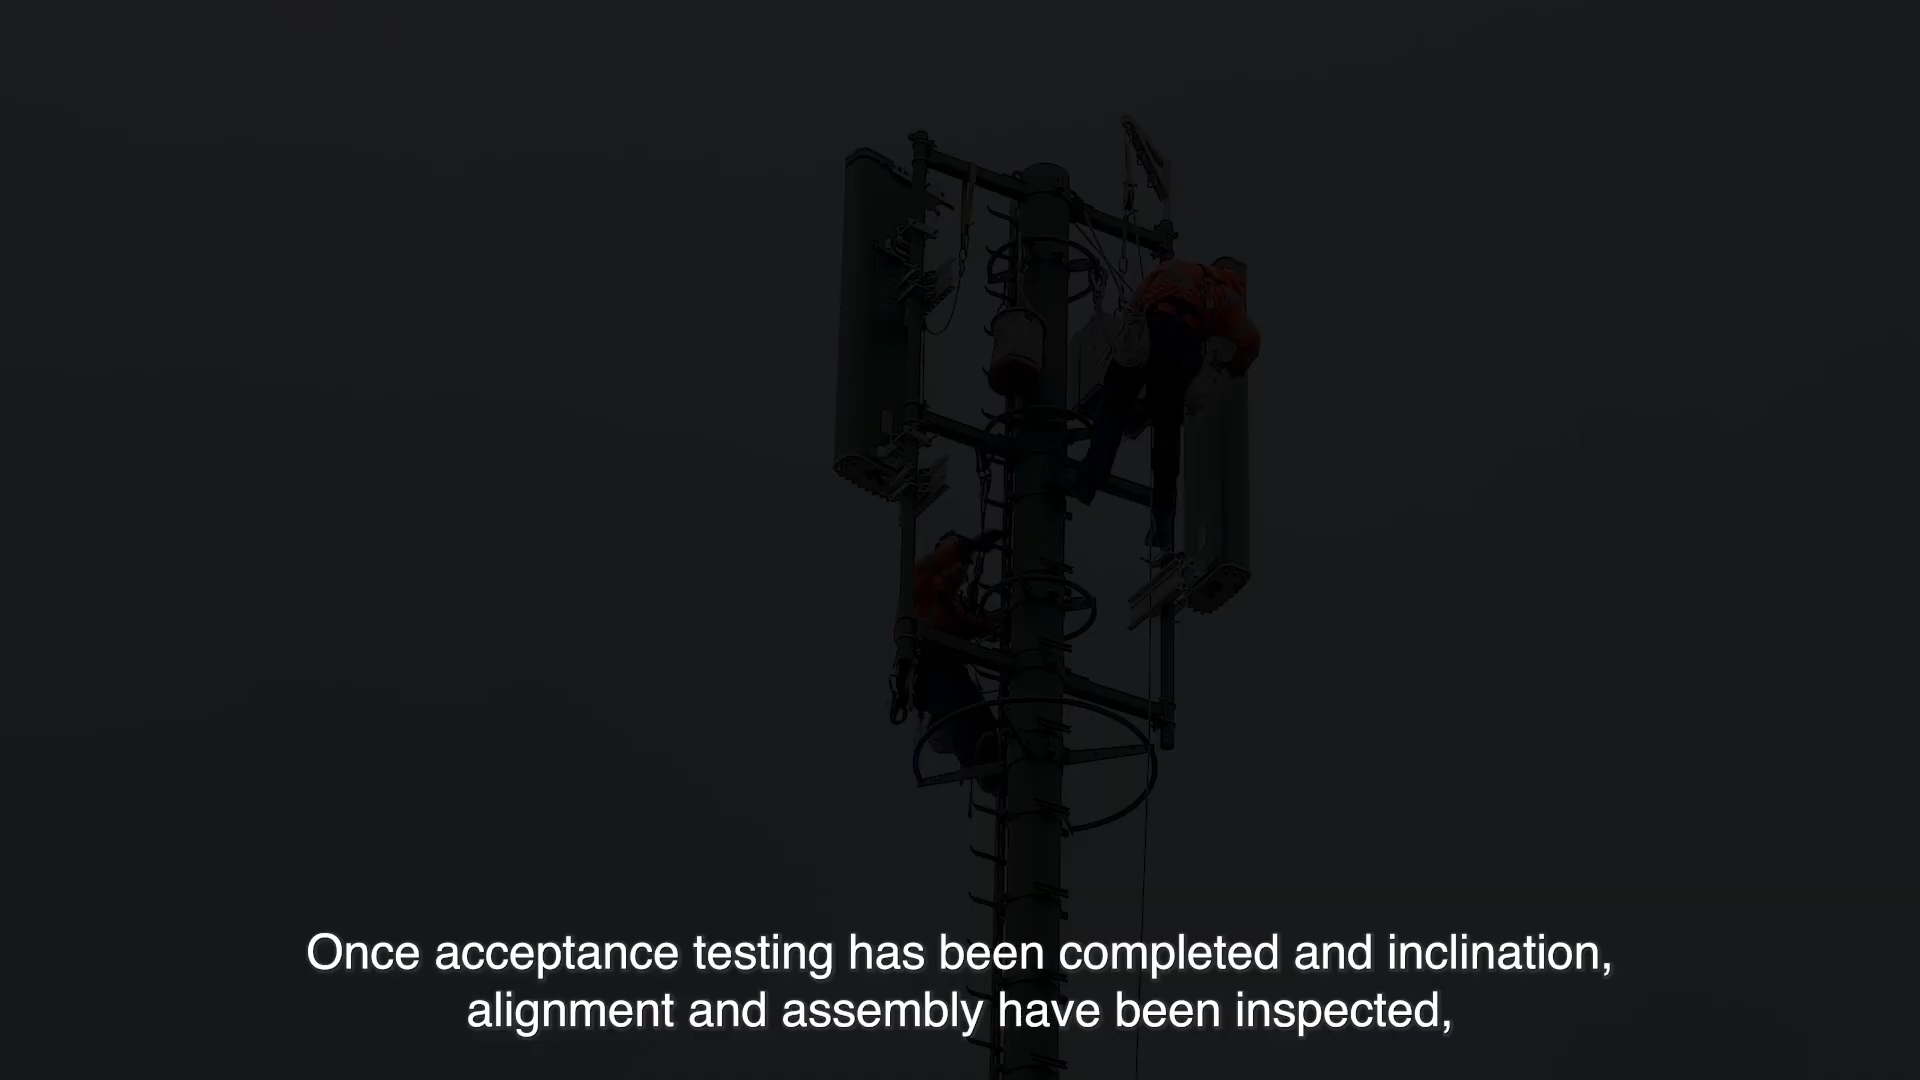 Once acceptance testing has been completed and inclination,
alignment and assembly have been inspected,